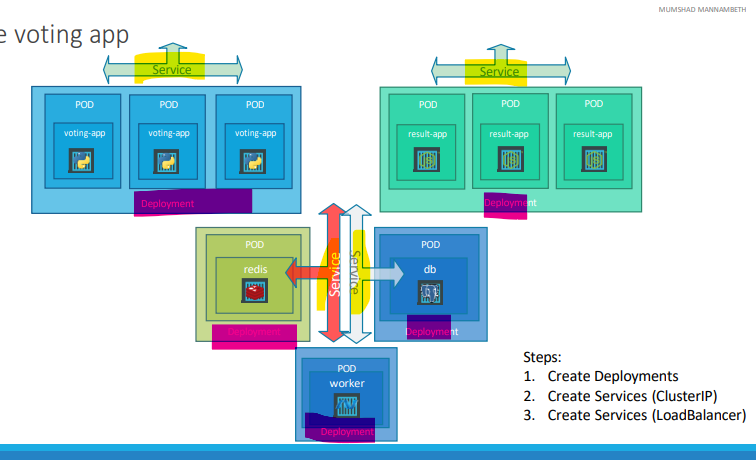 MUMSHAD MANNAMBETH
e voting app
Service
Service
POD
POD
POD
POD
POD
POD
voting-app
voting-app
voting-app
result-app
result-app
result-app
Deployment
Deployment
POD
Service
Service
POD
redis
db
Deployment
Deployment
POD
worker
Deployment
Steps:
1. Create Deployments
2. Create Services (ClusterIP)
3. Create Services (LoadBalancer)